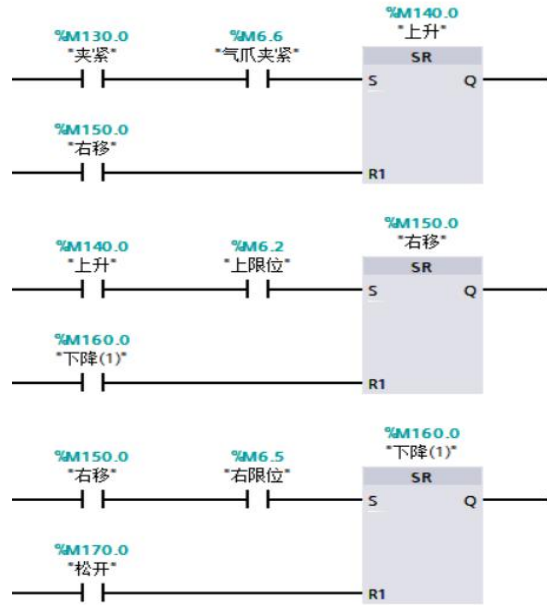 %M140.0
"上升"
%M130.0 %M6.6
"夹紧" "气爪夹紧"
SR
S Q
%M150.0
"右移"
R1
%M150.0
"右移"
%M140.0 %M6.2
"上升" "上限位"
SR
S Q
%M160.0
"下降(1)"
R1
%M160.0
"下降(1)"
%M150.0 %M6.5
"右移" "右限位"
SR
S Q
%M170.0
"松开"
R1